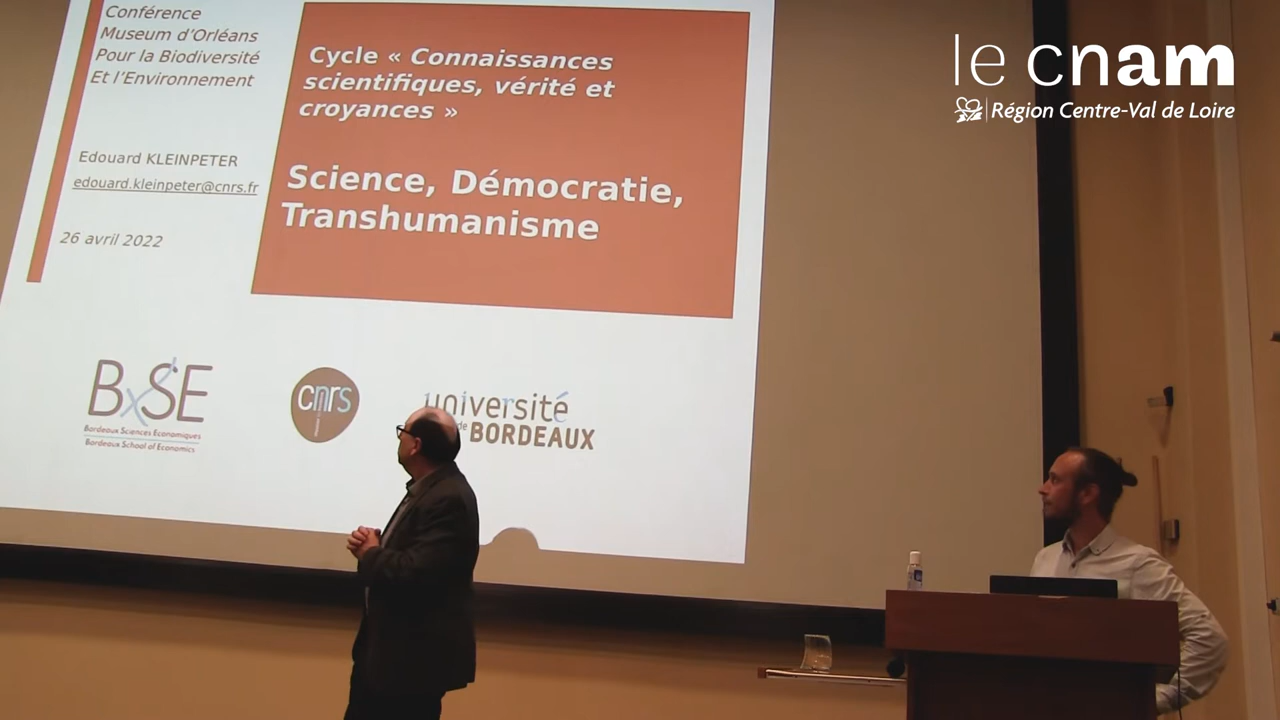 Conférence
Museum d'Orléans
Pour la Biodiversité
Et l'Environnement
Edouard KLEINPETER
edouard.kleinpeter@cnrs.fr
26 avril 2022
Cycle « Connaissances
scientifiques, vérité et
croyances »
Science, Démocratie,
Transhumanisme
BxSE
Bordeaux Sciences Economiques
Bordeaux School of Economics
cnrs
université
de BORDEAUX
le cnam
Région Centre-Val de Loire